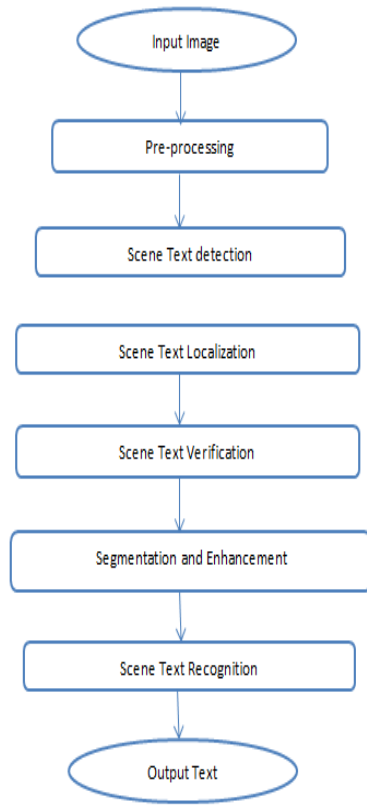 Input Image
Pre-processing
Scene Text detection
Scene Text Localization
Scene Text Verification
Segmentation and Enhancement
Scene Text Recognition
Output Text